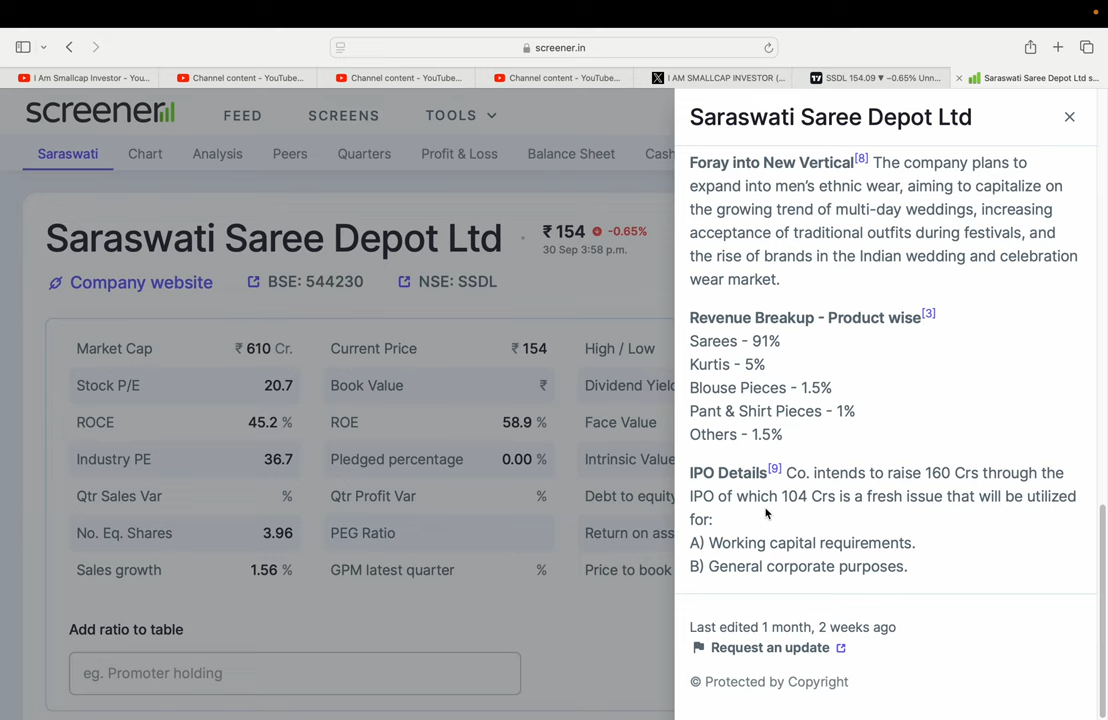 screener.in
I Am Smallcap Investor - You...
Channel content - YouTube...
Channel content - YouTube...
Channel content - YouTube...
I AM SMALLCAP INVESTOR (...
SSDL 154.09 ▼ −0.65% Unn...
Saraswati Saree Depot Ltd s...
screener
FEED
SCREENS
TOOLS
Saraswati
Chart
Analysis
Peers
Quarters
Profit & Loss
Balance Sheet
Cash
Saraswati Saree Depot Ltd
₹ 154 -0.65%
30 Sep 3:58 p.m.
Company website
BSE: 544230
NSE: SSDL
Market Cap ₹ 610 Cr.
Current Price ₹ 154
High / Low
Stock P/E 20.7
Book Value ₹
Dividend Yield
ROCE 45.2 %
ROE 58.9 %
Face Value
Industry PE 36.7
Pledged percentage 0.00 %
Intrinsic Value
Qtr Sales Var %
Qtr Profit Var %
Debt to equity
No. Eq. Shares 3.96
PEG Ratio
Return on ass
Sales growth 1.56 %
GPM latest quarter %
Price to book
Add ratio to table
eg. Promoter holding
Saraswati Saree Depot Ltd
Foray into New Vertical[8] The company plans to
expand into men's ethnic wear, aiming to capitalize on
the growing trend of multi-day weddings, increasing
acceptance of traditional outfits during festivals, and
the rise of brands in the Indian wedding and celebration
wear market.
Revenue Breakup - Product wise[3]
Sarees - 91%
Kurtis - 5%
Blouse Pieces - 1.5%
Pant & Shirt Pieces - 1%
Others - 1.5%
IPO Details[9] Co. intends to raise 160 Crs through the
IPO of which 104 Crs is a fresh issue that will be utilized
for:
A) Working capital requirements.
B) General corporate purposes.
Last edited 1 month, 2 weeks ago
Request an update
© Protected by Copyright